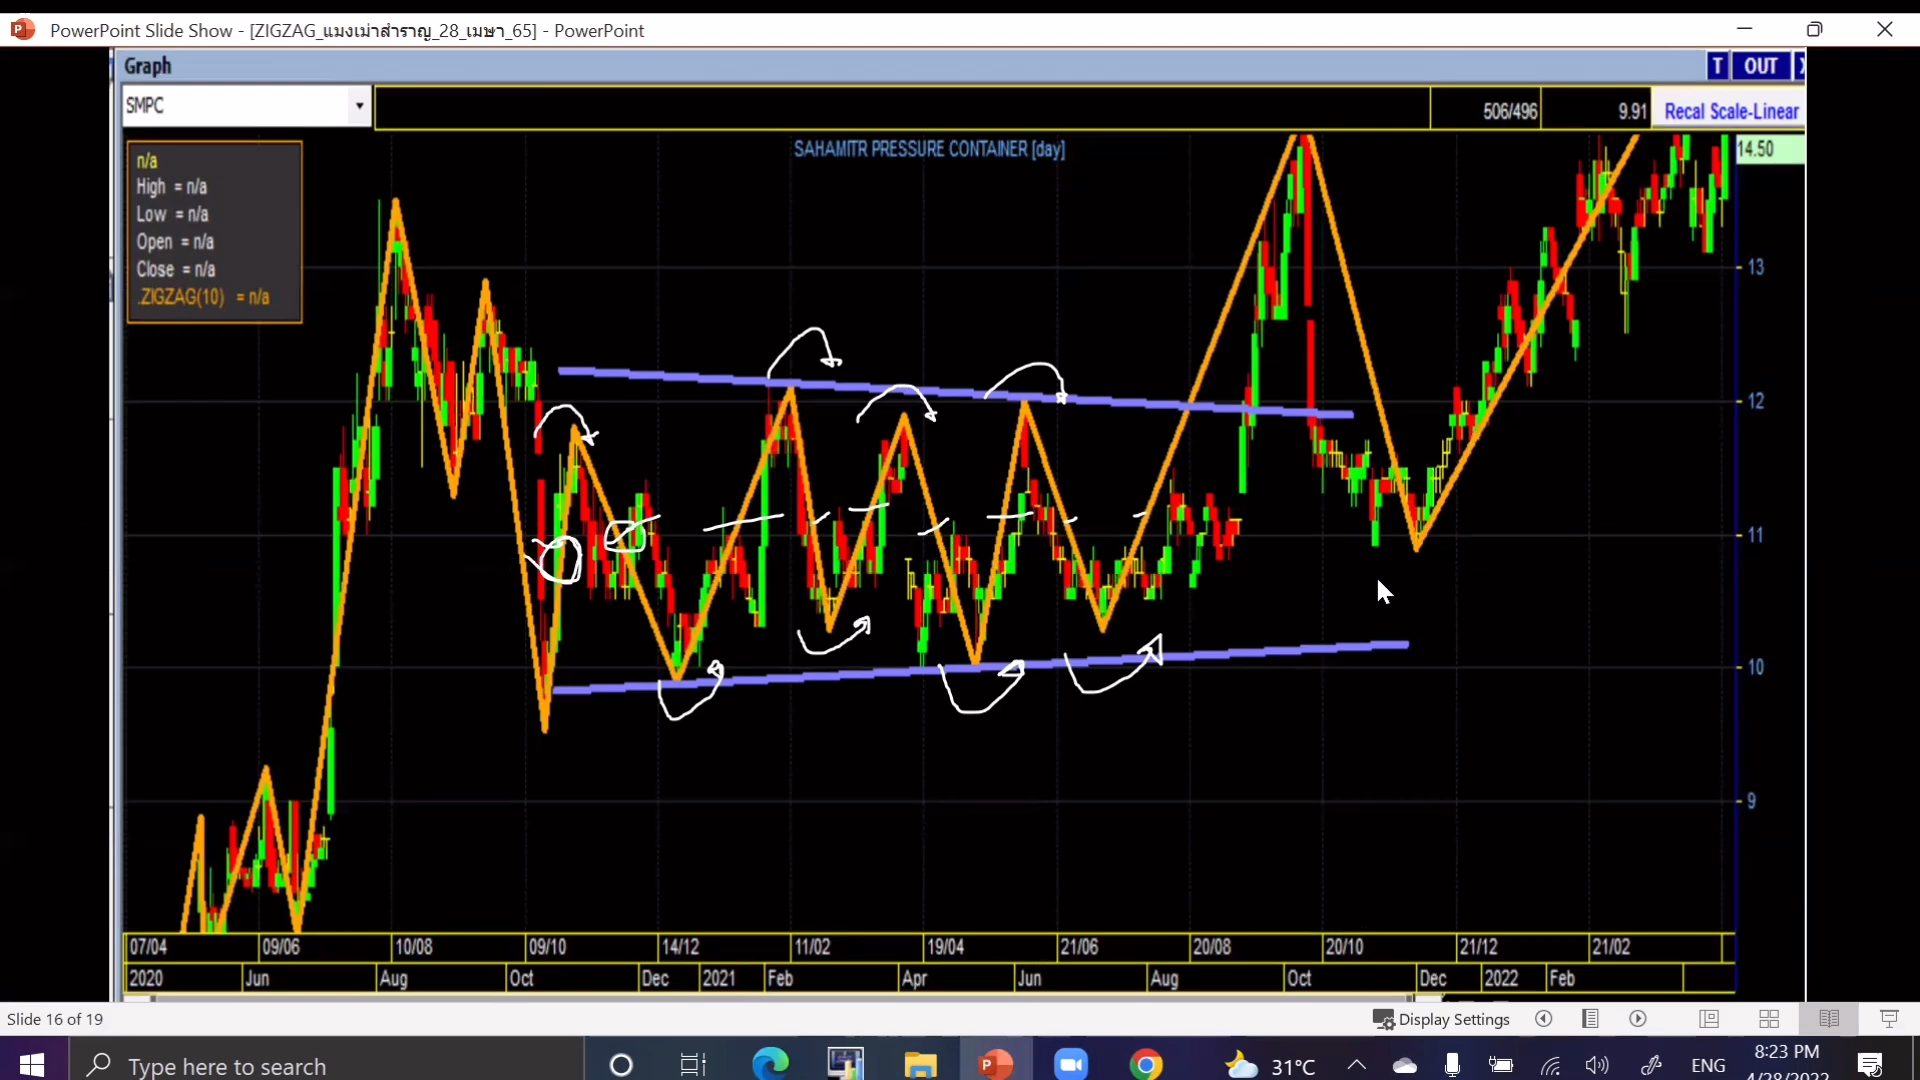 PowerPoint Slide Show - [ZIGZAG_แมงเม่าสำราญ_28_เมษา_65] - PowerPoint
Graph
T OUT
SMPC
506/496 9.91 Recal Scale-Linear
SAHAMITR PRESSURE CONTAINER [day]
14.50
n/a
High = n/a
Low = n/a
Open = n/a
Close = n/a
.ZIGZAG(10) = n/a
13
12
11
10
9
07/04 09/06 10/08 09/10 14/12 11/02 19/04 21/06 20/08 20/10 21/12 21/02
2020 Jun Aug Oct Dec 2021 Feb Apr Jun Aug Oct Dec 2022 Feb
Slide 16 of 19 Display Settings
Type here to search 31°C ENG 8:23 PM
4/28/2022